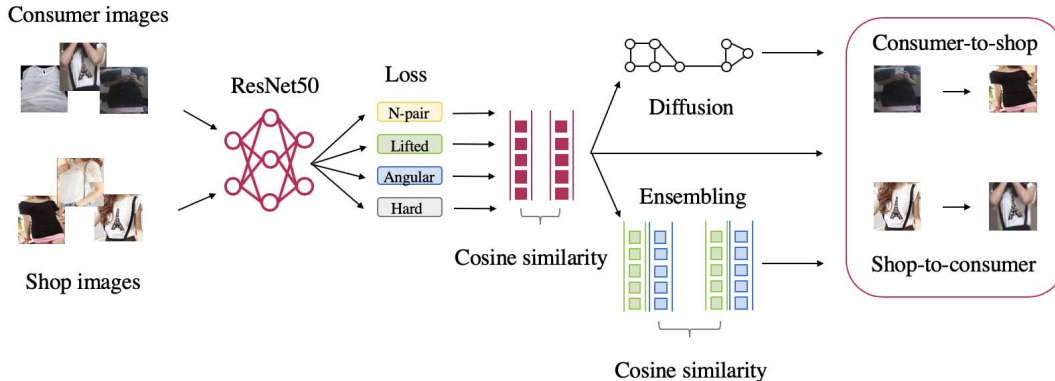 Consumer images
Shop images
ResNet50
Loss
N-pair
Lifted
Angular
Hard
Cosine similarity
Diffusion
Ensembling
Cosine similarity
Consumer-to-shop
Shop-to-consumer